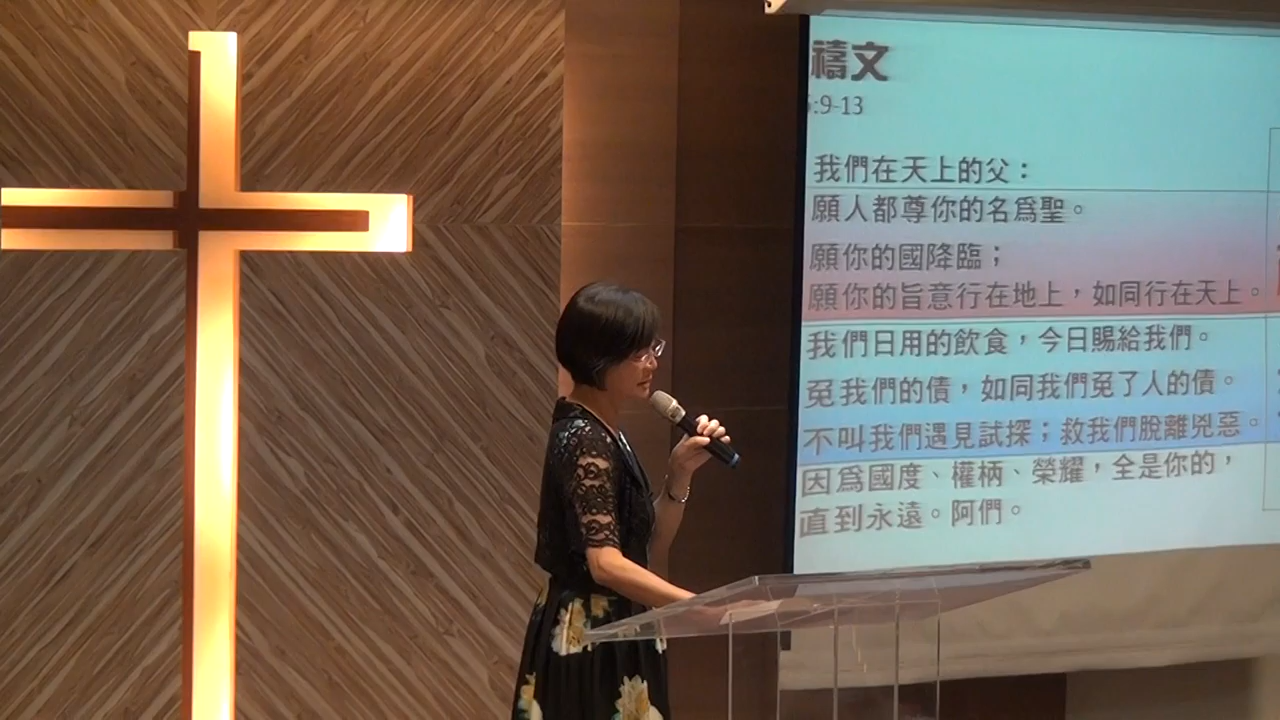 禱文
:9-13
我們在天上的父：
願人都尊你的名爲聖。
願你的國降臨；
願你的旨意行在地上，如同行在天上。
我們日用的飲食，今日賜給我們。
免我們的債，如同我們免了人的債。
不叫我們遇見試探；救我們脫離兇惡。
因爲國度、權柄、榮耀，全是你的，
直到永遠。阿們。